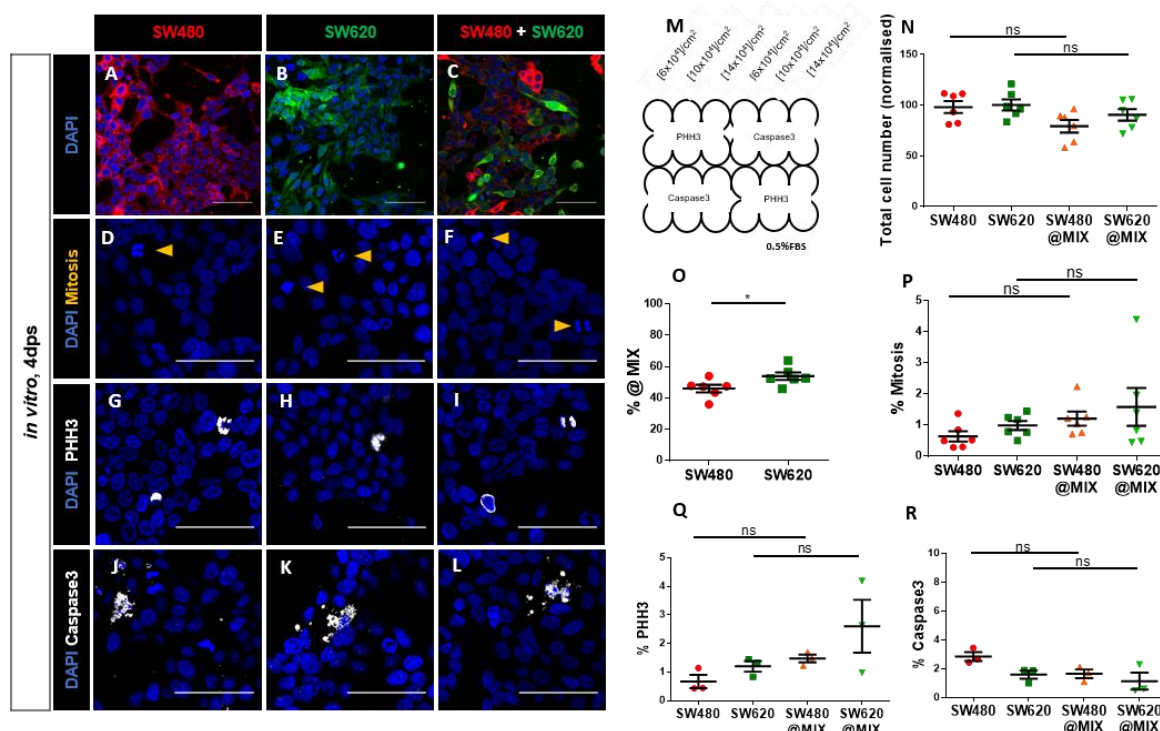 SW480
SW620
SW480 + SW620
in vitro, 4dps
DAPI
A
B
C
DAPI Mitosis
D
E
F
DAPI PHH3
G
H
I
DAPI Caspase3
J
K
L
M
[6x10⁴]/cm²
[10x10⁴]/cm²
[14x10⁴]/cm²
[6x10⁴]/cm²
[10x10⁴]/cm²
[14x10⁴]/cm²
PHH3
Caspase3
Caspase3
PHH3
0.5%FBS
N
Total cell number (normalised)
150
100
50
0
ns
ns
SW480
SW620
SW480 @MIX
SW620 @MIX
O
% @ MIX
100
80
60
40
20
0
*
SW480
SW620
P
% Mitosis
5
4
3
2
1
0
ns
ns
SW480
SW620
SW480 @MIX
SW620 @MIX
Q
% PHH3
5
4
3
2
1
0
ns
ns
SW480
SW620
SW480 @MIX
SW620 @MIX
R
% Caspase3
10
8
6
4
2
0
ns
ns
SW480
SW620
SW480 @MIX
SW620 @MIX